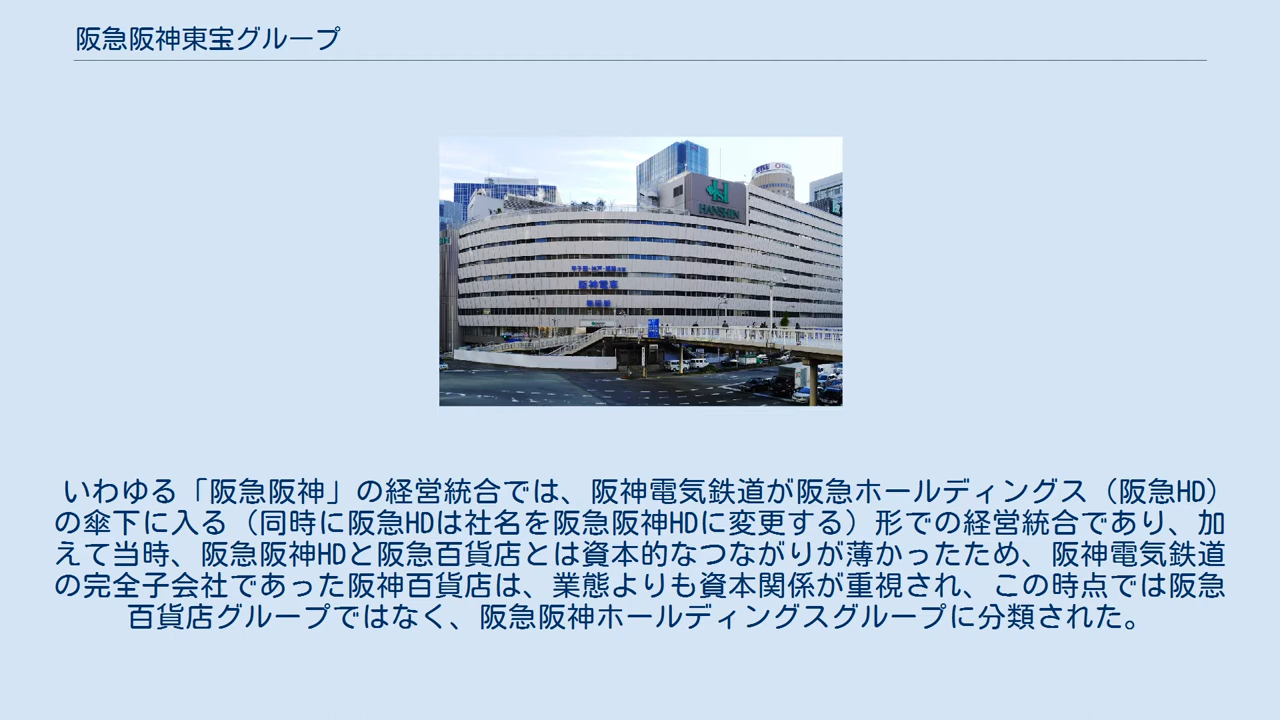 阪急阪神東宝グループ
HANSHIN
阪神電車
いわゆる「阪急阪神」の経営統合では、阪神電気鉄道が阪急ホールディングス（阪急HD）
の傘下に入る（同時に阪急HDは社名を阪急阪神HDに変更する）形での経営統合であり、加
えて当時、阪急阪神HDと阪急百貨店とは資本的なつながりが薄かったため、阪神電気鉄道
の完全子会社であった阪神百貨店は、業態よりも資本関係が重視され、この時点では阪急
百貨店グループではなく、阪急阪神ホールディングスグループに分類された。